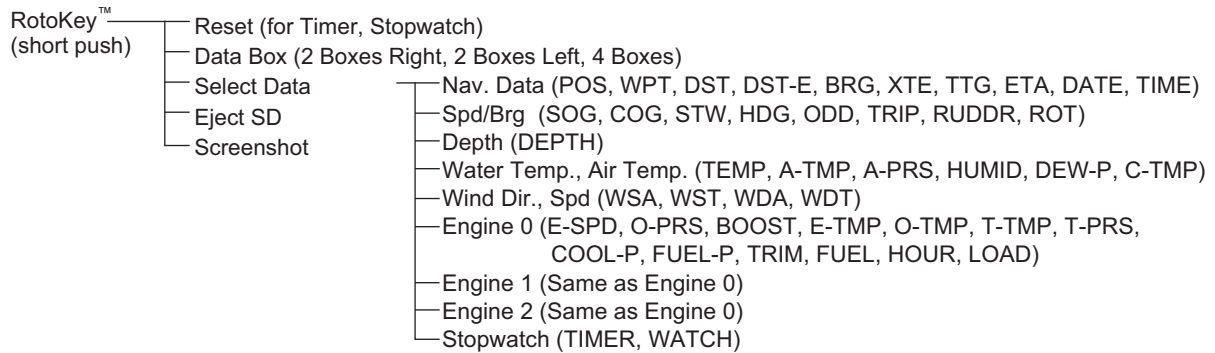 RotoKey™
(short push)
Reset (for Timer, Stopwatch)
Data Box (2 Boxes Right, 2 Boxes Left, 4 Boxes)
Select Data
Eject SD
Screenshot
Nav. Data (POS, WPT, DST, DST-E, BRG, XTE, TTG, ETA, DATE, TIME)
Spd/Brg (SOG, COG, STW, HDG, ODD, TRIP, RUDDR, ROT)
Depth (DEPTH)
Water Temp., Air Temp. (TEMP, A-TMP, A-PRS, HUMID, DEW-P, C-TMP)
Wind Dir., Spd (WSA, WST, WDA, WDT)
Engine 0 (E-SPD, O-PRS, BOOST, E-TMP, O-TMP, T-TMP, T-PRS,
COOL-P, FUEL-P, TRIM, FUEL, HOUR, LOAD)
Engine 1 (Same as Engine 0)
Engine 2 (Same as Engine 0)
Stopwatch (TIMER, WATCH)